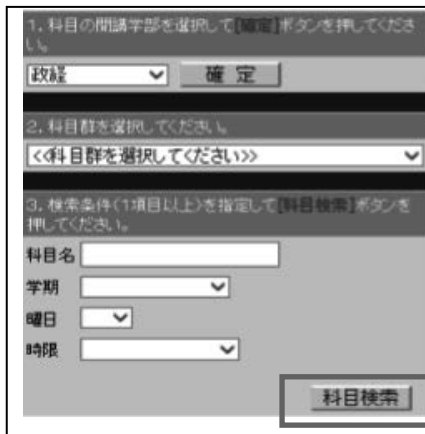 1. 科目の開講学部を選択して[確定]ボタンを押してくださ
い。
政経 確 定
2. 科目群を選択してください。
<<科目群を選択してください>>
3. 検索条件(1項目以上)を指定して[科目検索]ボタンを
押してください。
科目名
学期
曜日
時限
科目検索